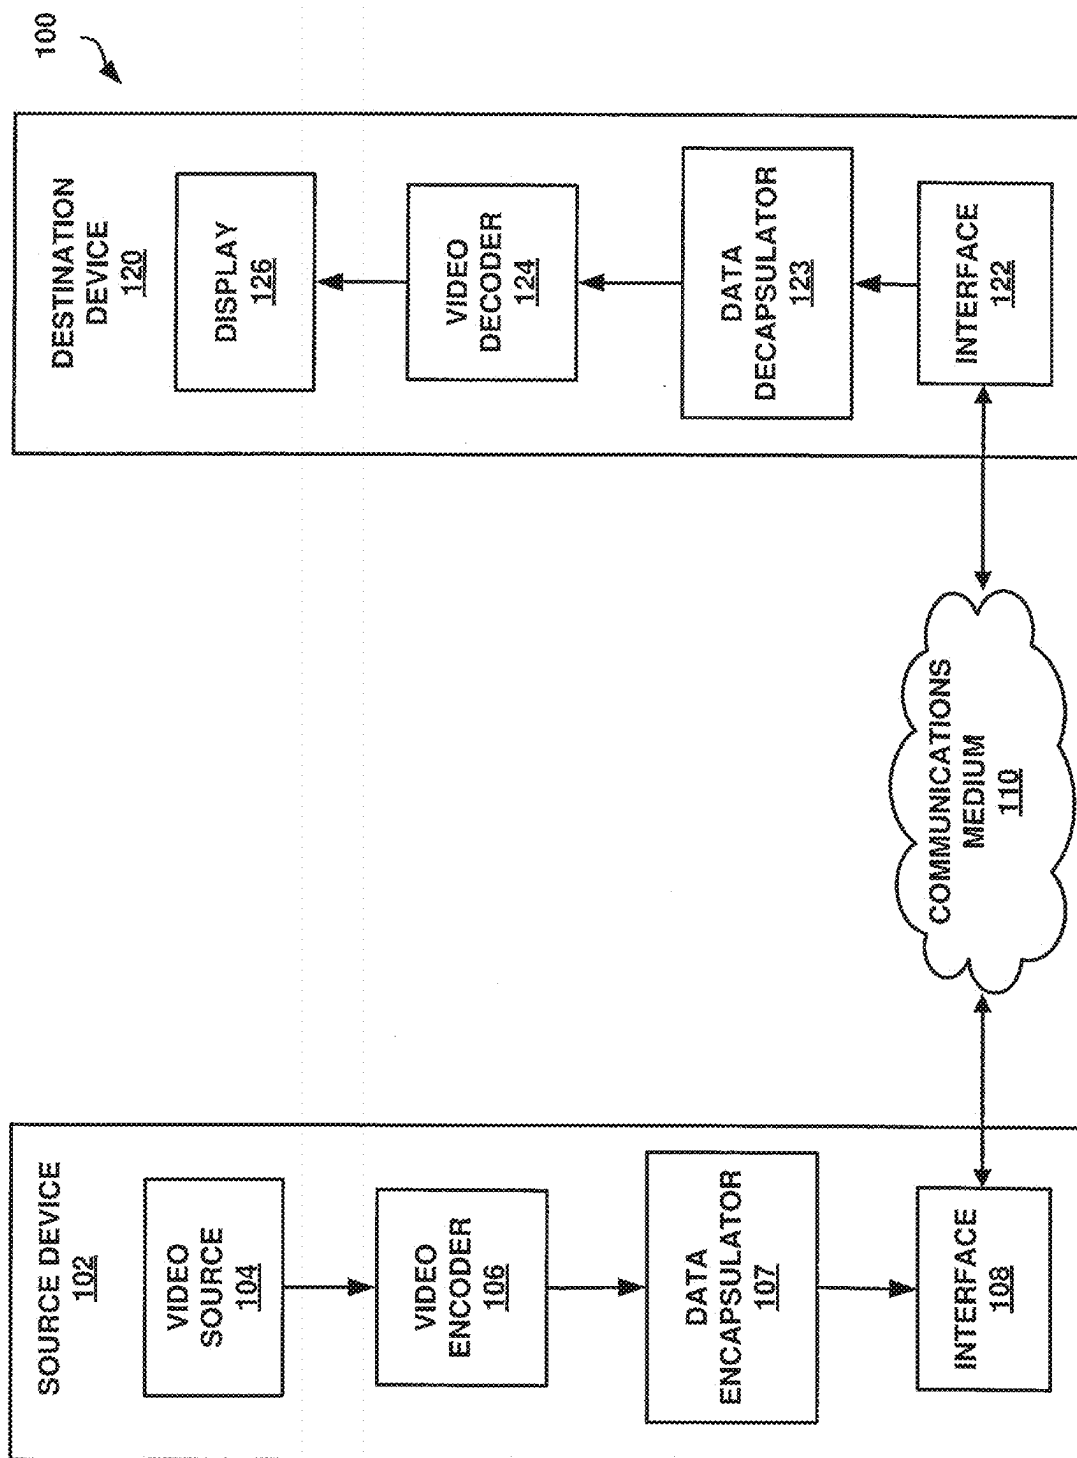 100
SOURCE DEVICE
102
VIDEO
SOURCE
104
VIDEO
ENCODER
106
DATA
ENCAPSULATOR
107
INTERFACE
108
COMMUNICATIONS
MEDIUM
110
DESTINATION
DEVICE
120
DISPLAY
126
VIDEO
DECODER
124
DATA
DECAPSULATOR
123
INTERFACE
122